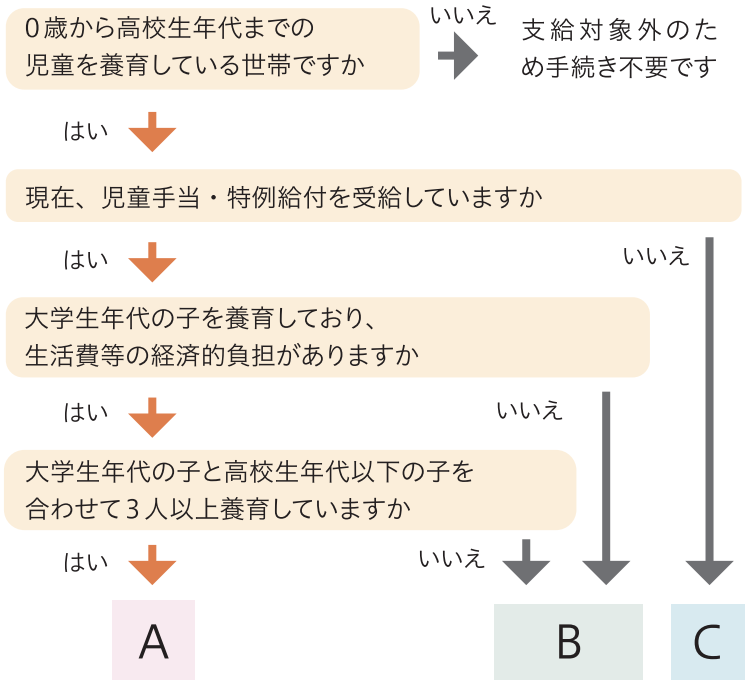 ０歳から高校生年代までの
児童を養育している世帯ですか
いいえ
支給対象外のた
め手続き不要です
はい
現在、児童手当・特例給付を受給していますか
はい
いいえ
大学生年代の子を養育しており、
生活費等の経済的負担がありますか
はい
いいえ
大学生年代の子と高校生年代以下の子を
合わせて３人以上養育していますか
はい
いいえ
A
B
C